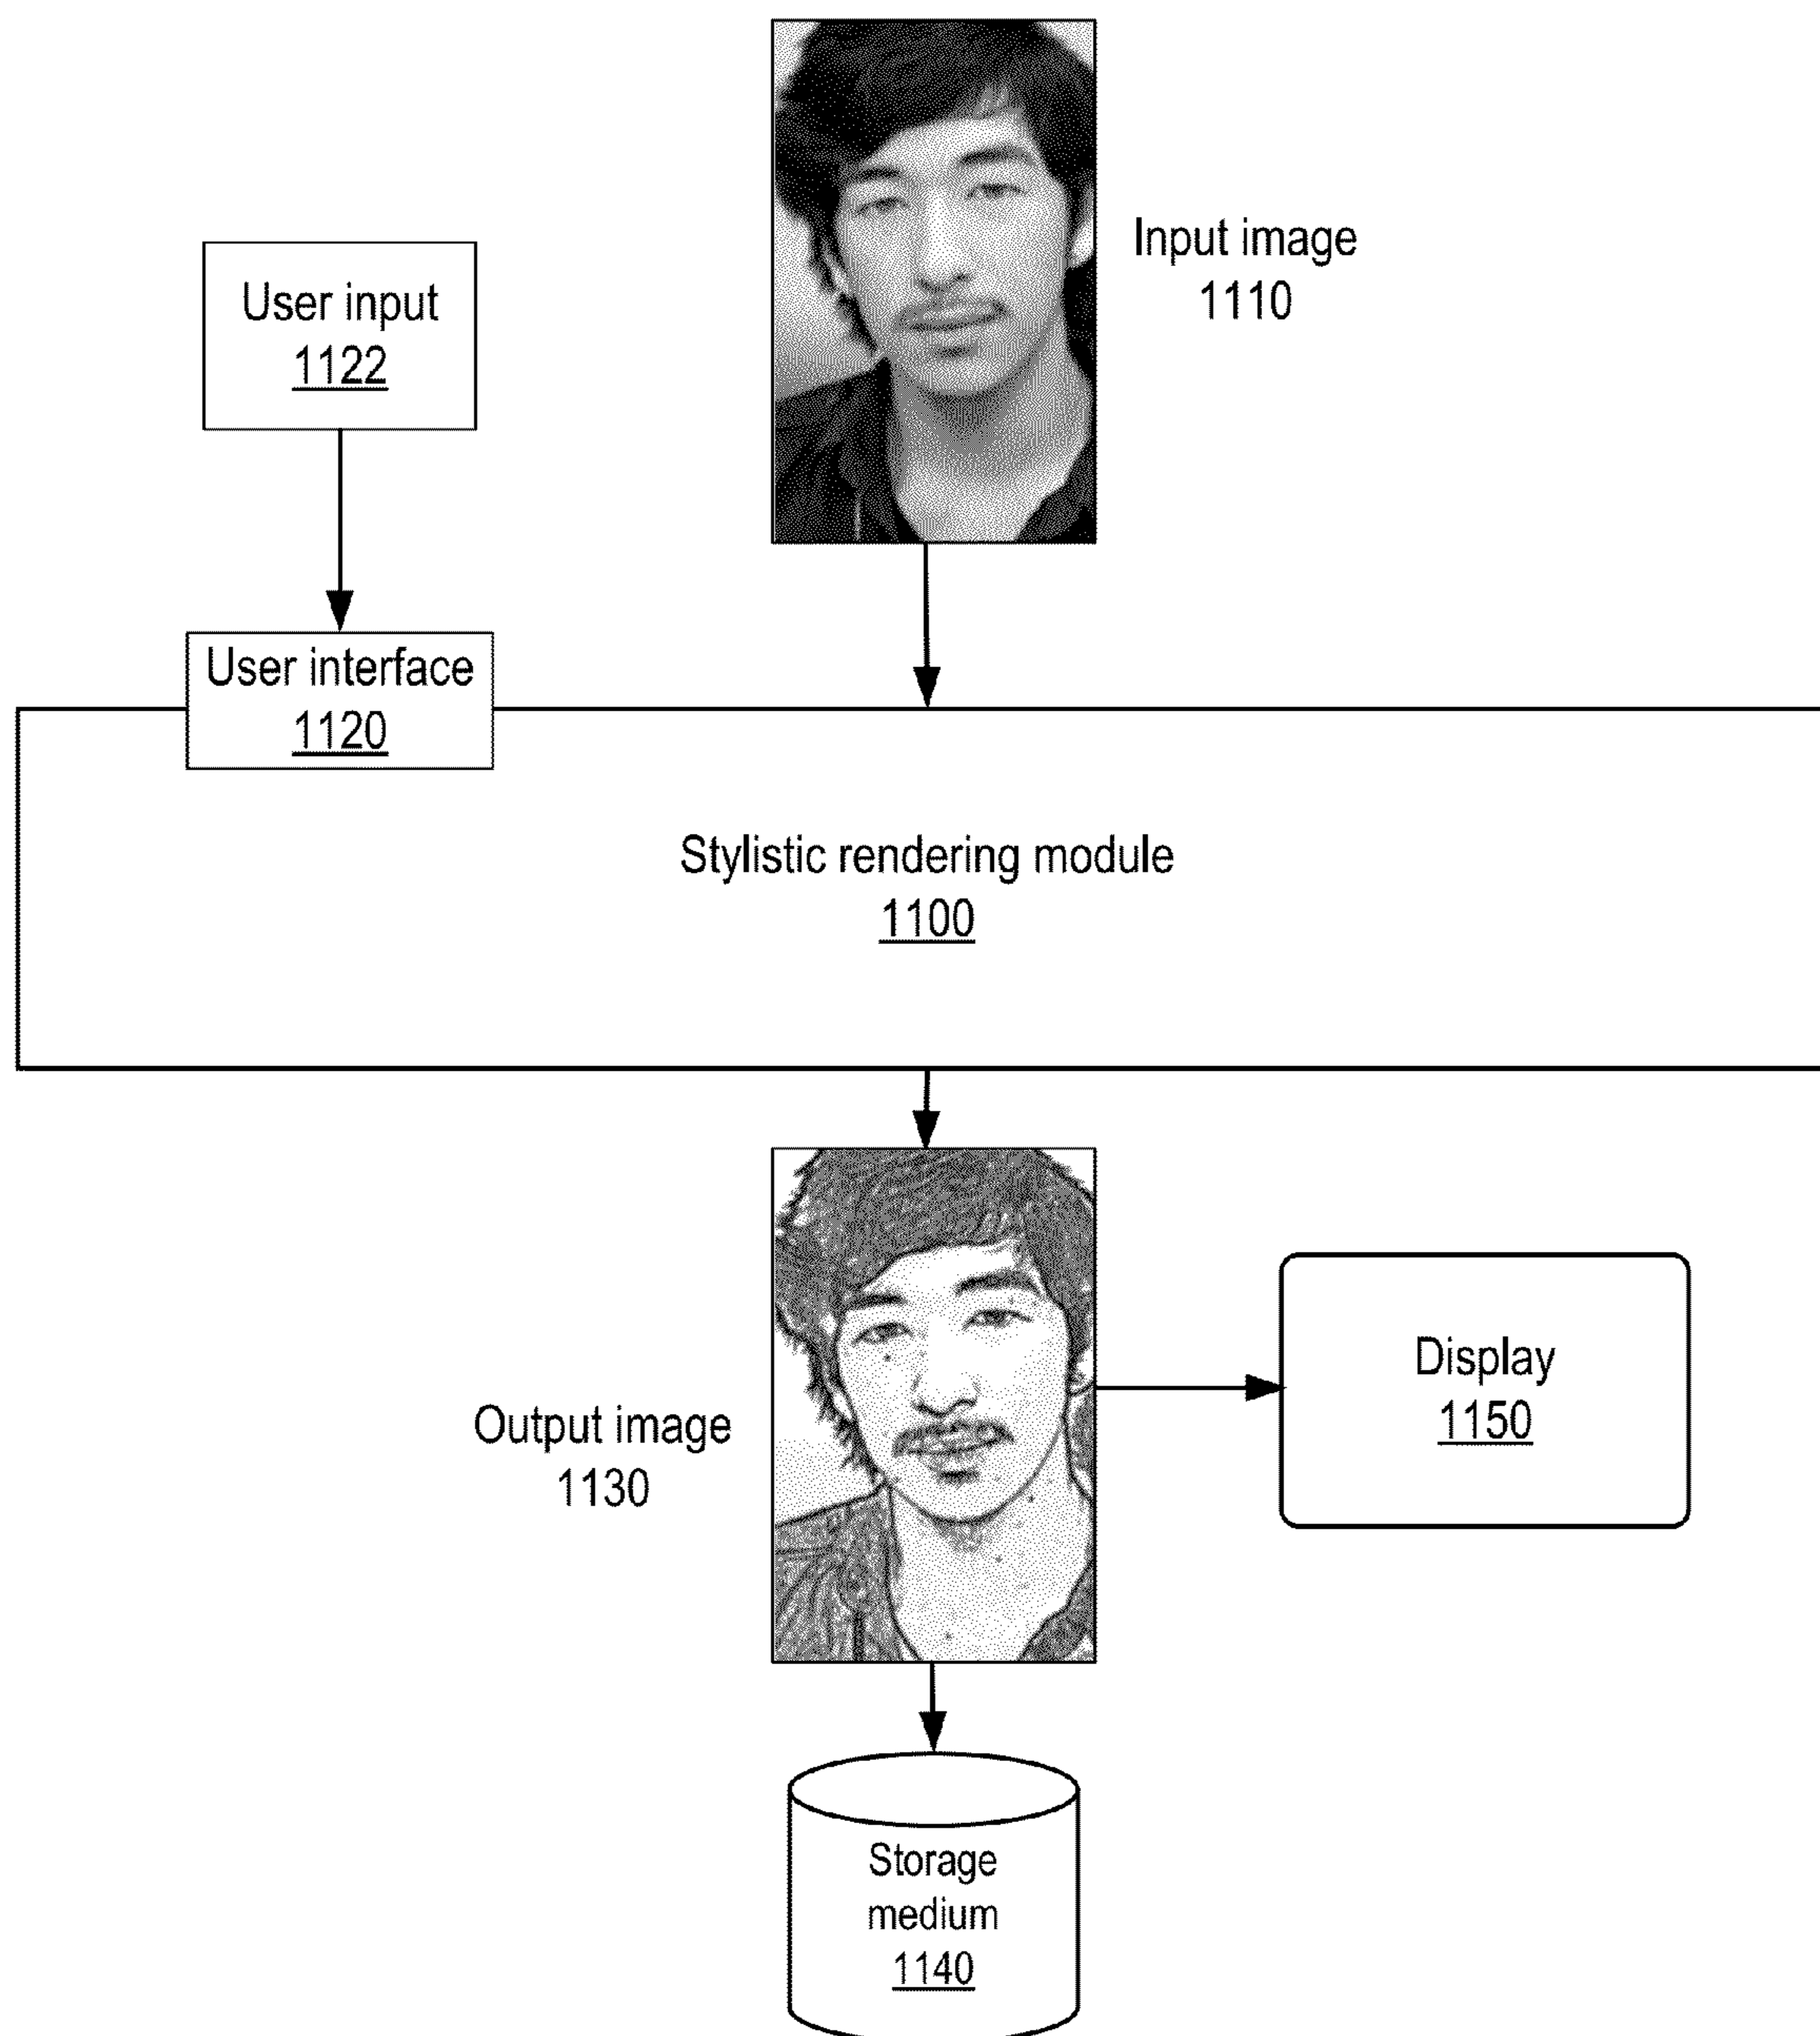 Input image
1110
User input
1122
User interface
1120
Stylistic rendering module
1100
Output image
1130
Display
1150
Storage
medium
1140